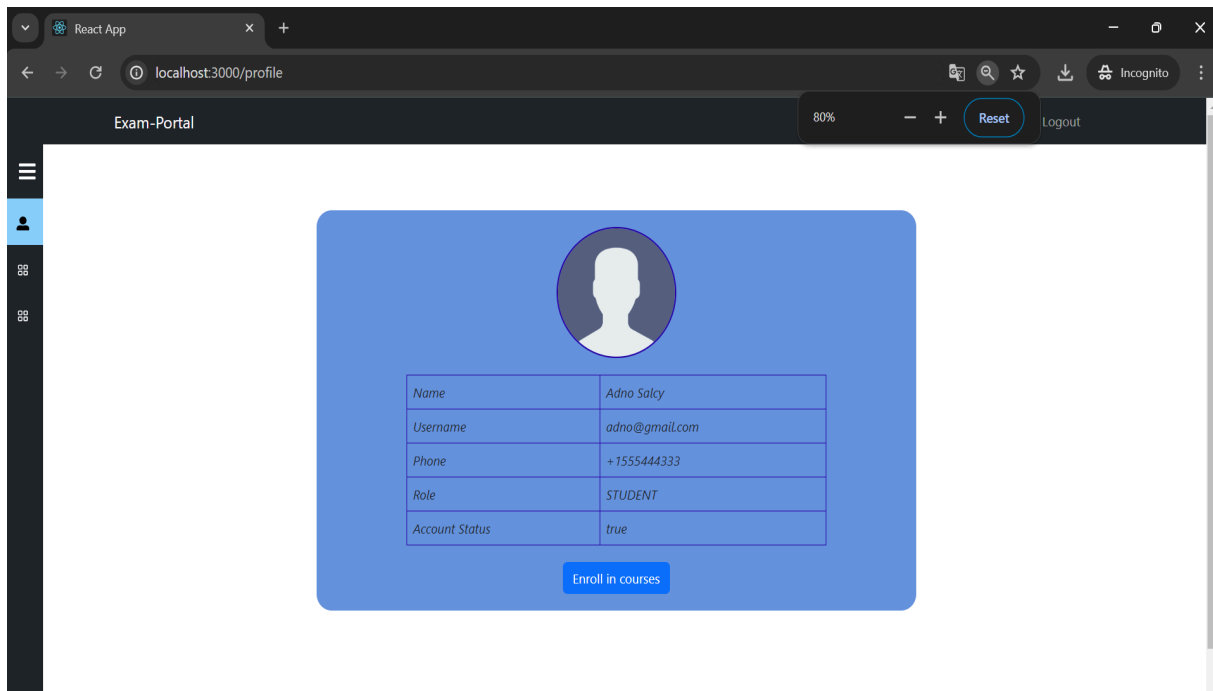 React App
localhost:3000/profile
Incognito
Exam-Portal
80%
Reset
Logout
Name Adno Salcy
Username adno@gmail.com
Phone +1555444333
Role STUDENT
Account Status true
Enroll in courses